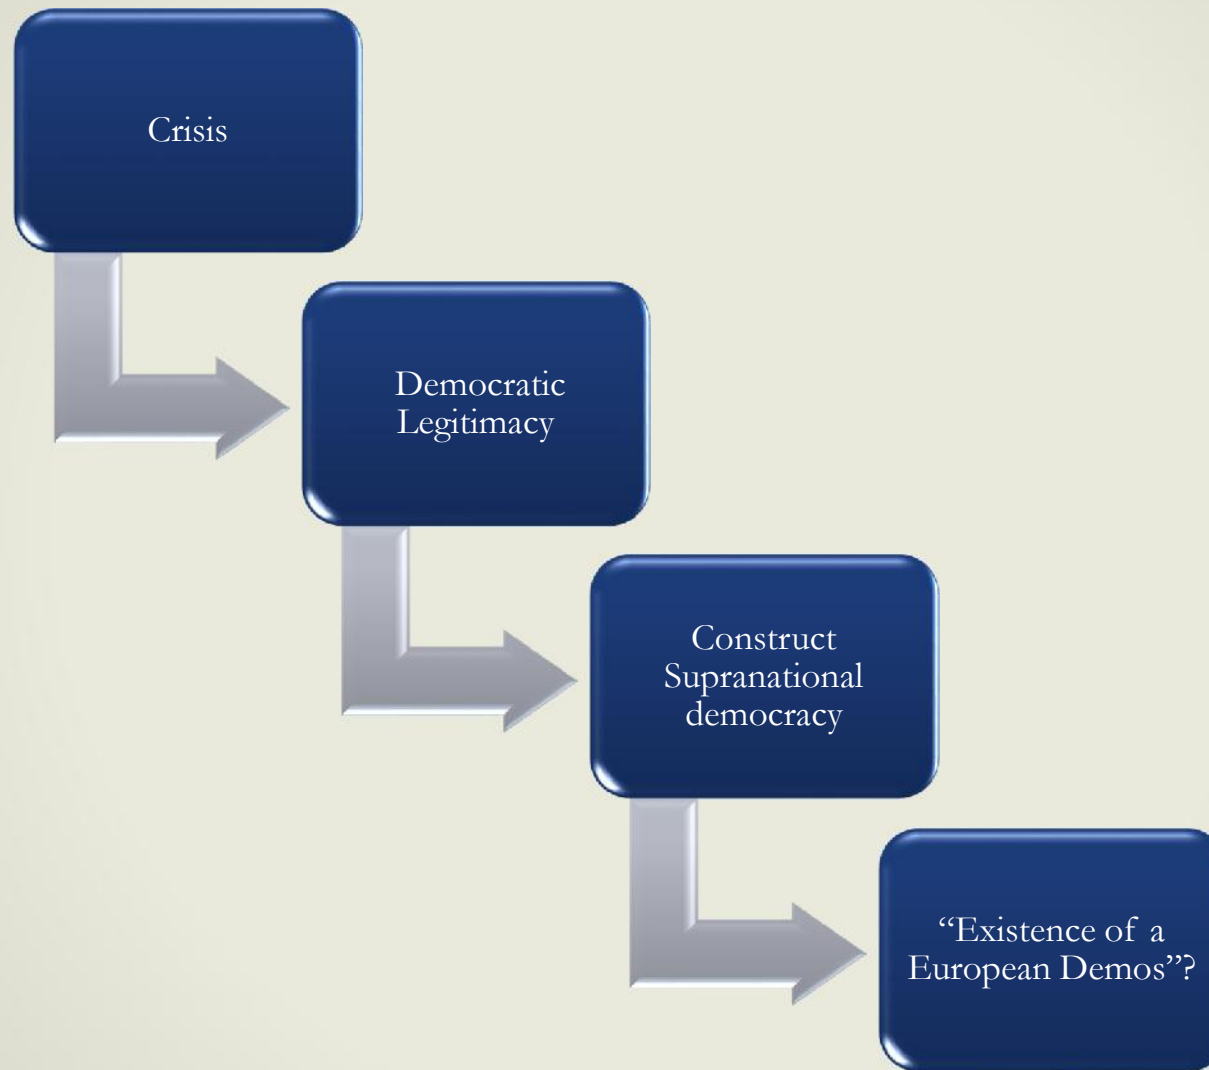 Crisis
Democratic
Legitimacy
Construct
Supranational
democracy
“Existence of a
European Demos”?